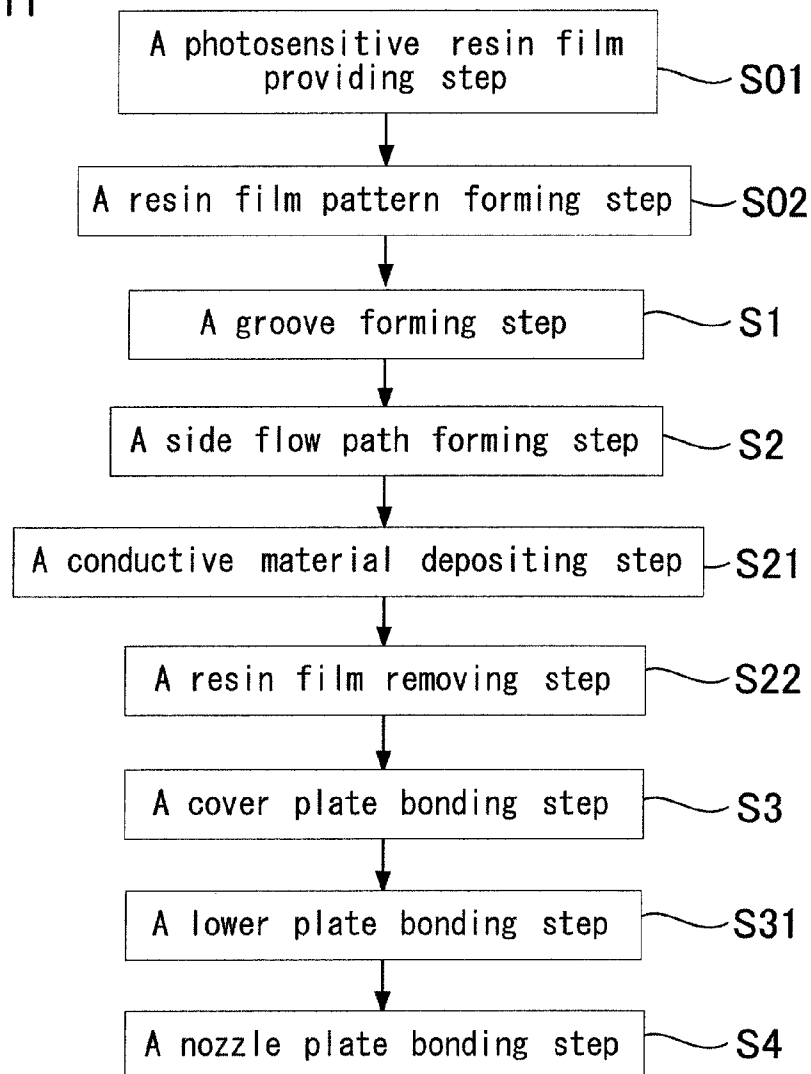 A photosensitive resin film
providing step
S01
A resin film pattern forming step
S02
A groove forming step
S1
A side flow path forming step
S2
A conductive material depositing step
S21
A resin film removing step
S22
A cover plate bonding step
S3
A lower plate bonding step
S31
A nozzle plate bonding step
S4